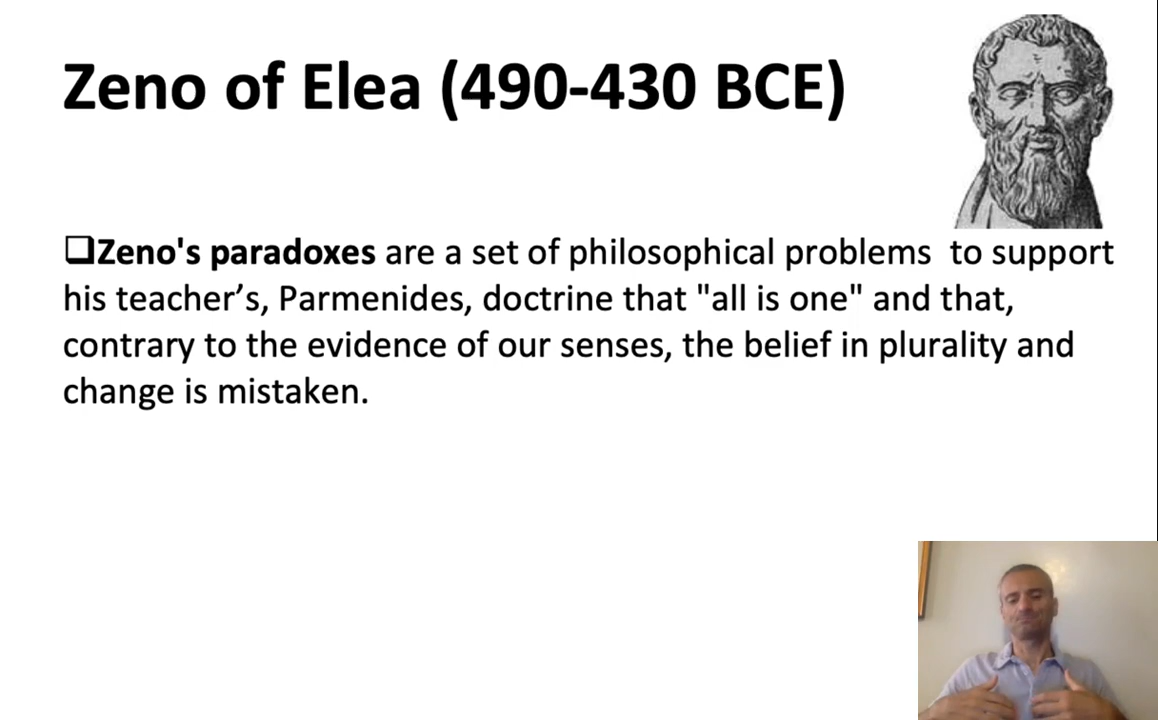 Zeno of Elea (490-430 BCE)
❑Zeno's paradoxes are a set of philosophical problems  to support
his teacher’s, Parmenides, doctrine that "all is one" and that,
contrary to the evidence of our senses, the belief in plurality and
change is mistaken.